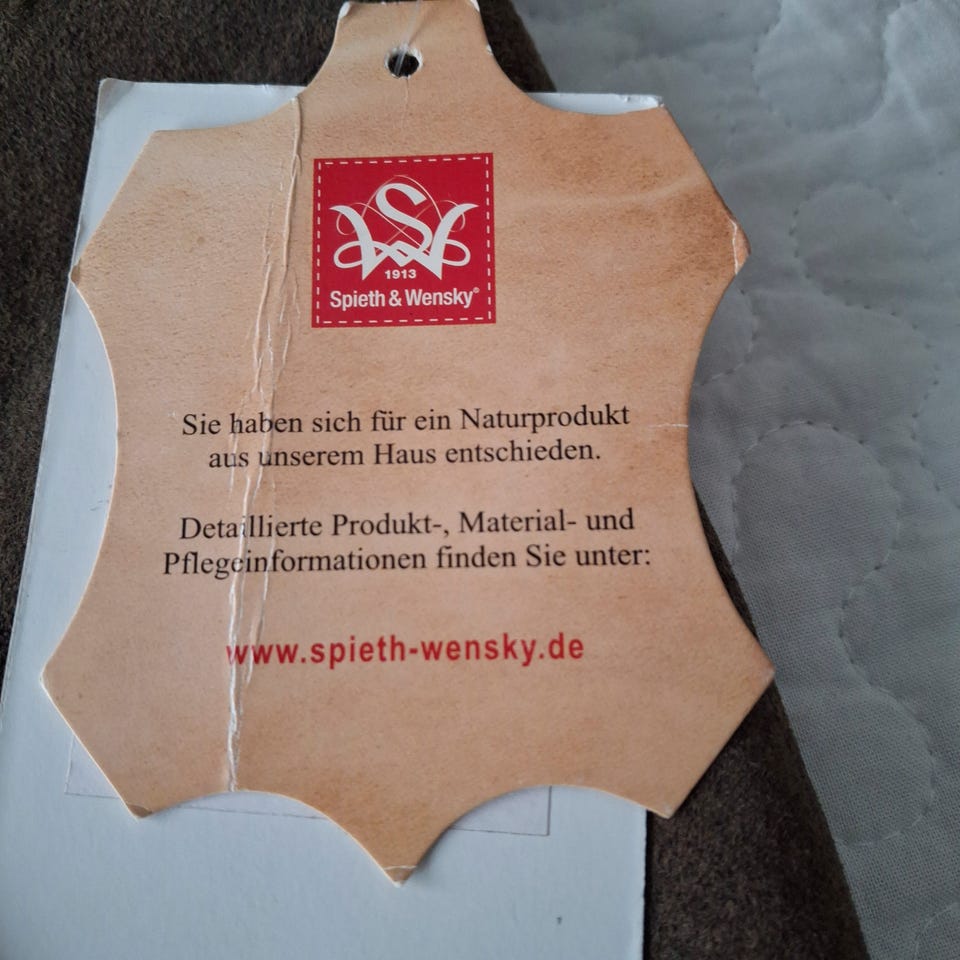 SW
1913
Spieth & Wensky®
Sie haben sich für ein Naturprodukt
aus unserem Haus entschieden.
Detaillierte Produkt-, Material- und
Pflegeinformationen finden Sie unter:
www.spieth-wensky.de